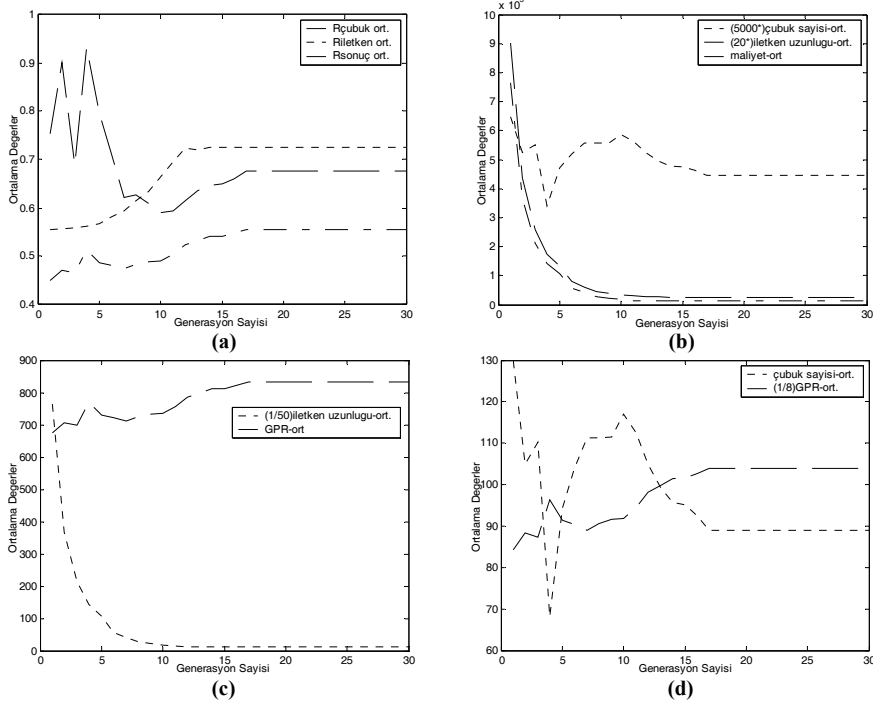 Rçubuk ort.
Riletken ort.
Rsonuç ort.
Ortalama Degerler
1
0.9
0.8
0.7
0.6
0.5
0.4
0 5 10 15 20 25 30
Generasyon Sayisi
(a)
x 10
(5000*)çubuk sayisi-ort.
(20*)iletken uzunlugu-ort.
maliyet-ort
Ortalama Degerler
10
9
8
7
6
5
4
3
2
1
0
0 5 10 15 20 25 30
Generasyon Sayisi
(b)
(1/50)iletken uzunlugu-ort.
GPR-ort
Ortalama Degerler
900
800
700
600
500
400
300
200
100
0
0 5 10 15 20 25 30
Generasyon Sayisi
(c)
çubuk sayisi-ort.
(1/8)GPR-ort.
Ortalama Degerler
130
120
110
100
90
80
70
60
0 5 10 15 20 25 30
Generasyon Sayisi
(d)